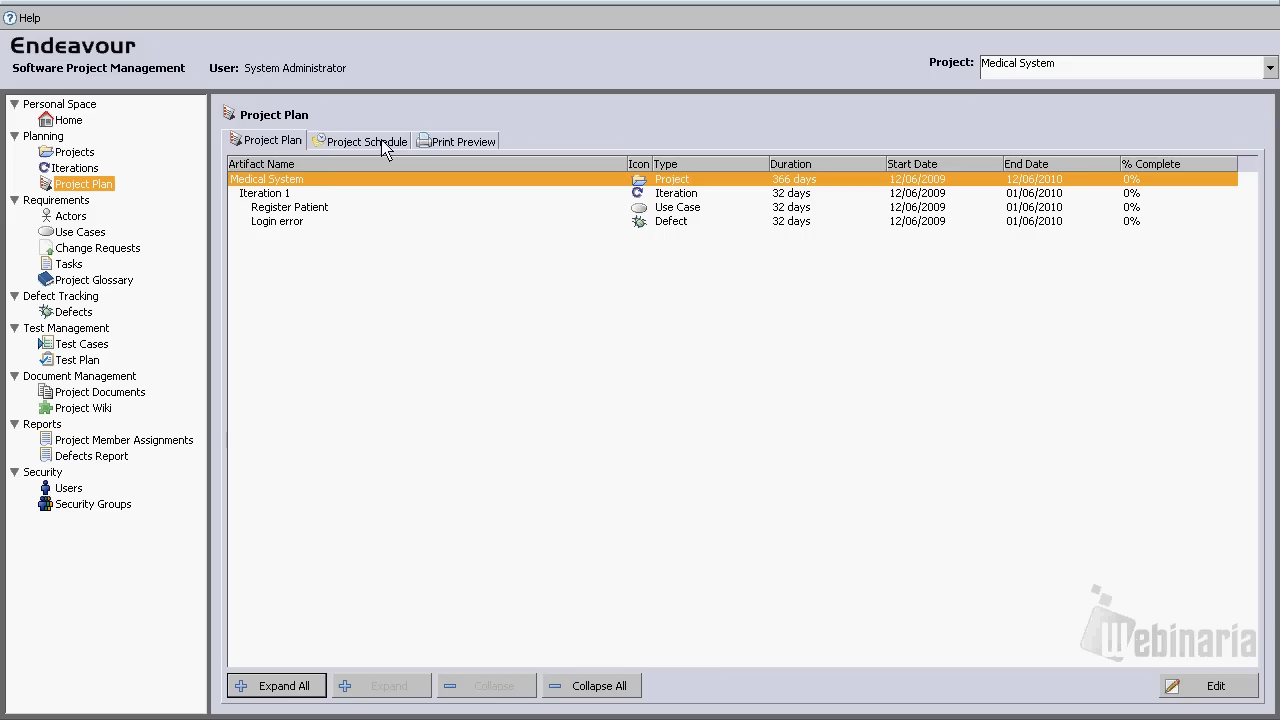 Help
Endeavour
Software Project Management User: System Administrator
Project: Medical System
Personal Space
Home
Planning
Projects
Iterations
Project Plan
Requirements
Actors
Use Cases
Change Requests
Tasks
Project Glossary
Defect Tracking
Defects
Test Management
Test Cases
Test Plan
Document Management
Project Documents
Project Wiki
Reports
Project Member Assignments
Defects Report
Security
Users
Security Groups
Project Plan
Project Plan Project Schedule Print Preview
Artifact Name Icon Type Duration Start Date End Date % Complete
Medical System Project 366 days 12/06/2009 12/06/2010 0%
Iteration 1 Iteration 32 days 12/06/2009 01/06/2010 0%
Register Patient Use Case 32 days 12/06/2009 01/06/2010 0%
Login error Defect 32 days 12/06/2009 01/06/2010 0%
Webinaria
Expand All Expand Collapse Collapse All Edit